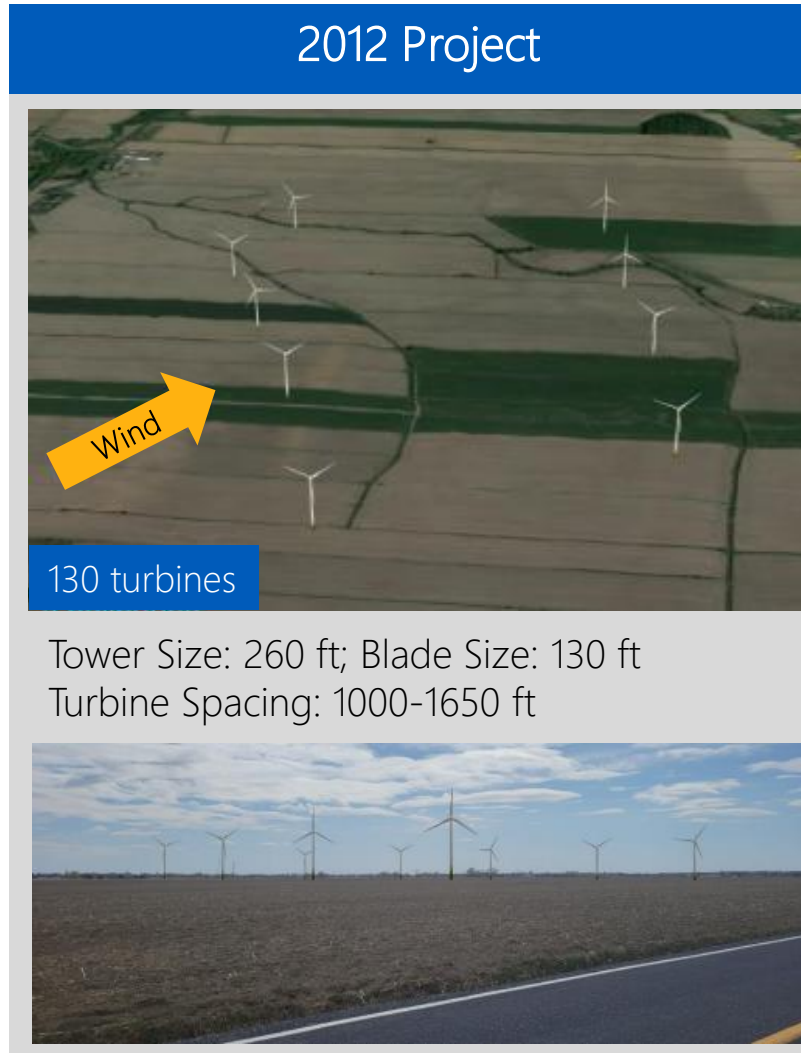 2012 Project
Wind
130 turbines
Tower Size: 260 ft; Blade Size: 130 ft
Turbine Spacing: 1000-1650 ft